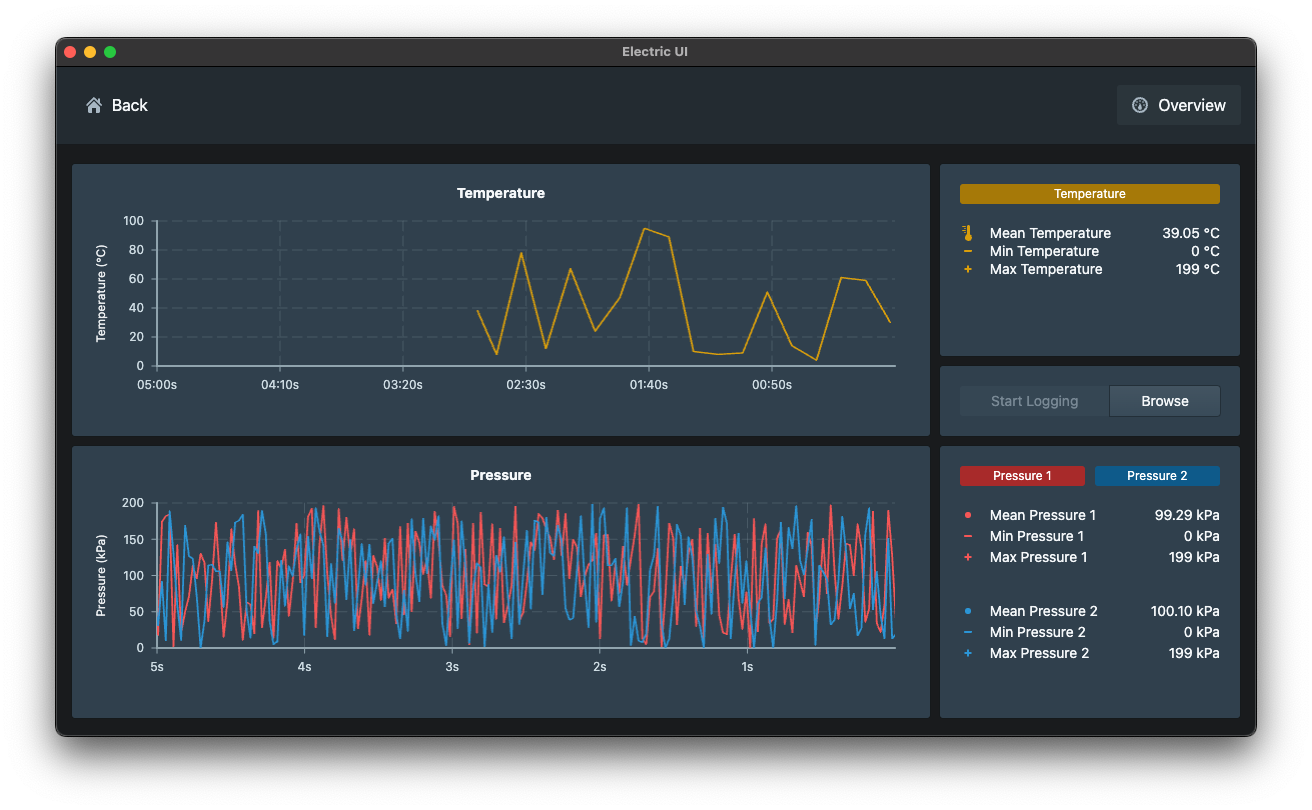 Electric UI
Back
Overview
Temperature
Temperature (°C)
100
80
60
40
20
0
05:00s 04:10s 03:20s 02:30s 01:40s 00:50s
Temperature
Mean Temperature 39.05 °C
Min Temperature 0 °C
Max Temperature 199 °C
Start Logging Browse
Pressure
Pressure (kPa)
200
150
100
50
0
5s 4s 3s 2s 1s
Pressure 1 Pressure 2
Mean Pressure 1 99.29 kPa
Min Pressure 1 0 kPa
Max Pressure 1 199 kPa
Mean Pressure 2 100.10 kPa
Min Pressure 2 0 kPa
Max Pressure 2 199 kPa